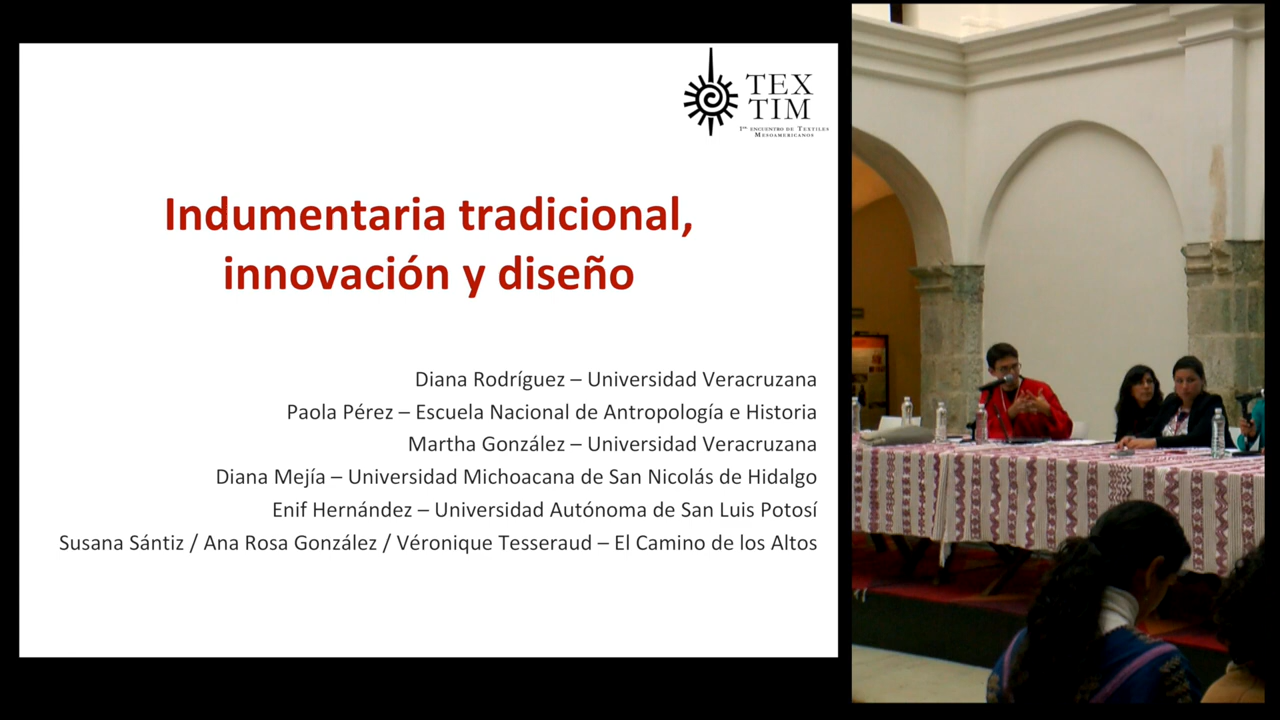 TEX
TIM
1er ENCUENTRO DE TEXTILES
MESOAMERICANOS
Indumentaria tradicional,
innovación y diseño
Diana Rodríguez – Universidad Veracruzana
Paola Pérez – Escuela Nacional de Antropología e Historia
Martha González – Universidad Veracruzana
Diana Mejía – Universidad Michoacana de San Nicolás de Hidalgo
Enif Hernández – Universidad Autónoma de San Luis Potosí
Susana Sántiz / Ana Rosa González / Véronique Tesseraud – El Camino de los Altos